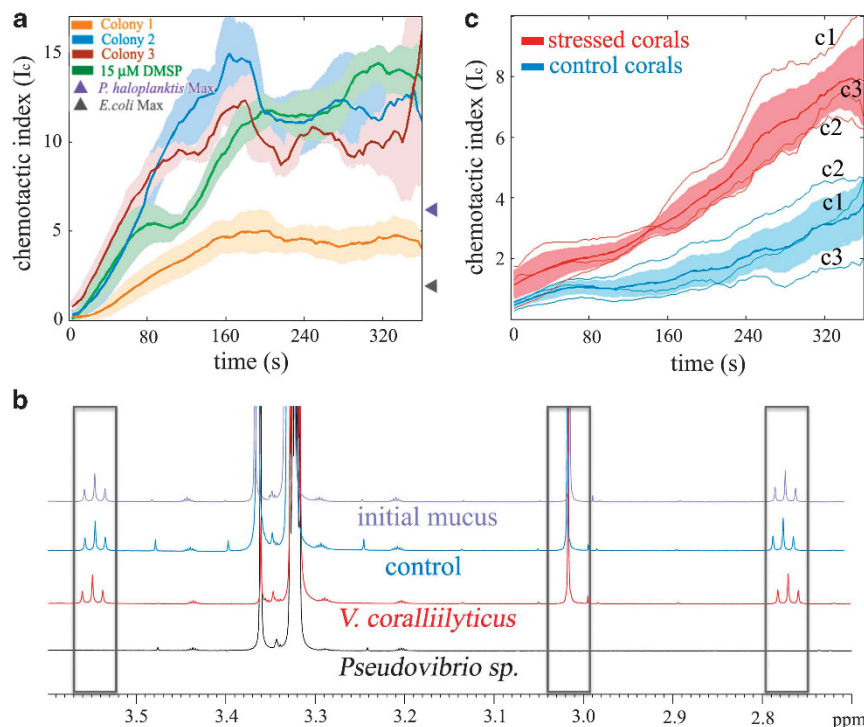 a
Colony 1
Colony 2
Colony 3
15 μM DMSP
P. haloplanktis Max
E.coli Max
chemotactic index (Ic)
15
10
5
0
80
160
240
320
time (s)
c
stressed corals
control corals
c1
c3
c2
c2
c1
c3
chemotactic index (Ic)
8
6
4
2
0
80
160
240
320
time (s)
b
initial mucus
control
V. coralliilyticus
Pseudovibrio sp.
3.5
3.4
3.3
3.2
3.1
3.0
2.9
2.8
ppm